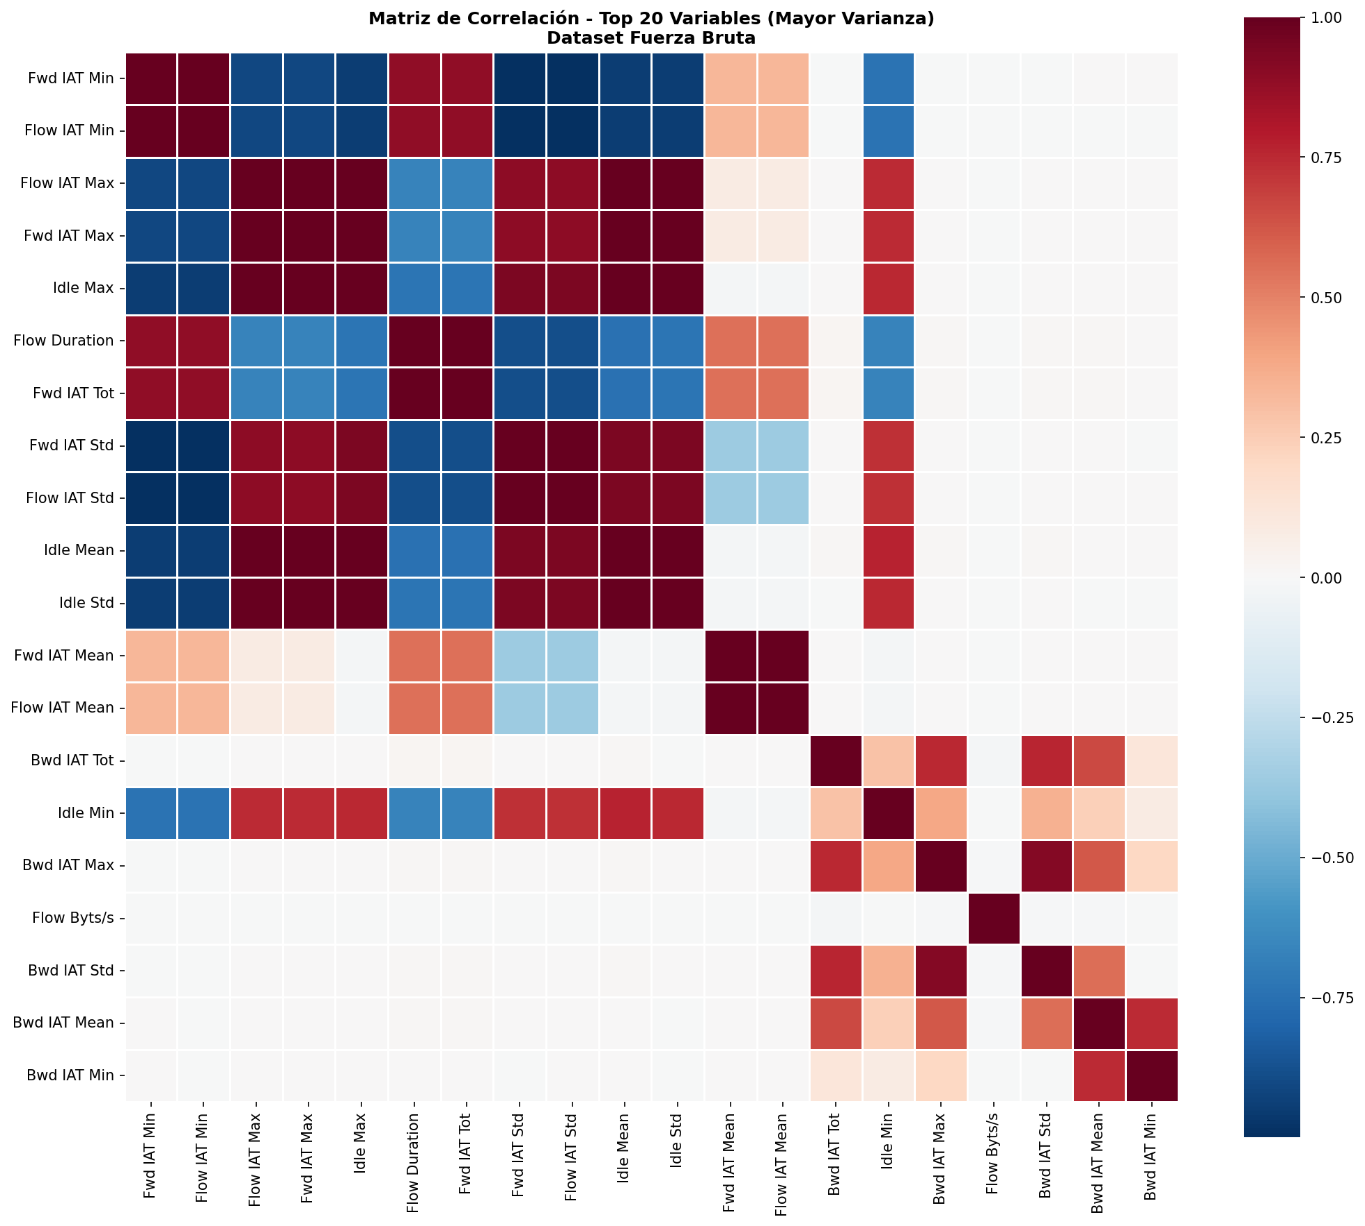 Matriz de Correlación - Top 20 Variables (Mayor Varianza)
Dataset Fuerza Bruta
Fwd IAT Min
Flow IAT Min
Flow IAT Max
Fwd IAT Max
Idle Max
Flow Duration
Fwd IAT Tot
Fwd IAT Std
Flow IAT Std
Idle Mean
Idle Std
Fwd IAT Mean
Flow IAT Mean
Bwd IAT Tot
Idle Min
Bwd IAT Max
Flow Byts/s
Bwd IAT Std
Bwd IAT Mean
Bwd IAT Min
Fwd IAT Min
Flow IAT Min
Flow IAT Max
Fwd IAT Max
Idle Max
Flow Duration
Fwd IAT Tot
Fwd IAT Std
Flow IAT Std
Idle Mean
Idle Std
Fwd IAT Mean
Flow IAT Mean
Bwd IAT Tot
Idle Min
Bwd IAT Max
Flow Byts/s
Bwd IAT Std
Bwd IAT Mean
Bwd IAT Min
1.00
0.75
0.50
0.25
0.00
−0.25
−0.50
−0.75